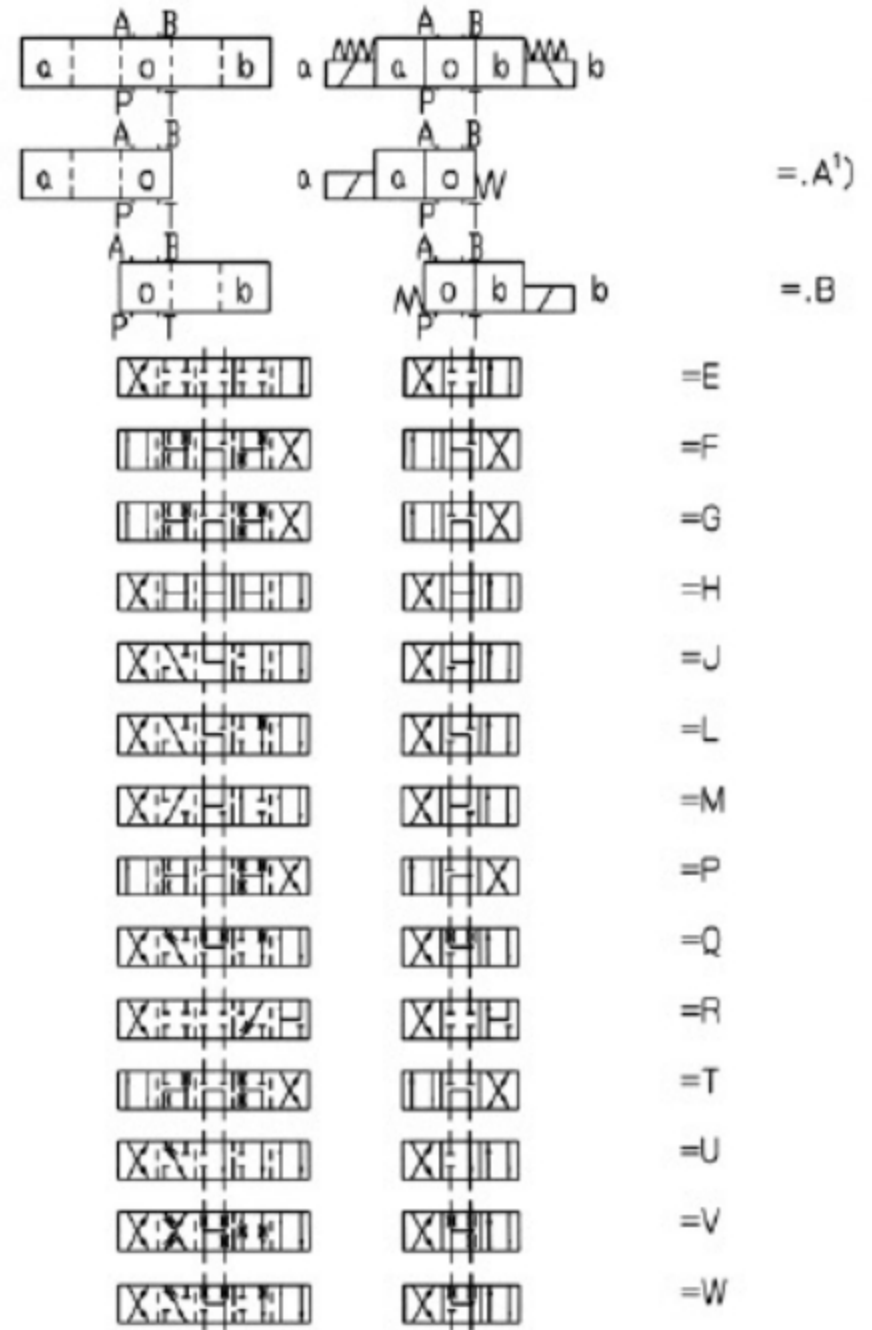 A B A B
a o b a a o b b
P T P T
A B A B
a o a a o =.A¹)
P T P T
A B A B
o b o b b =.B
P T P T
=E
=F
=G
=H
=J
=L
=M
=P
=Q
=R
=T
=U
=V
=W